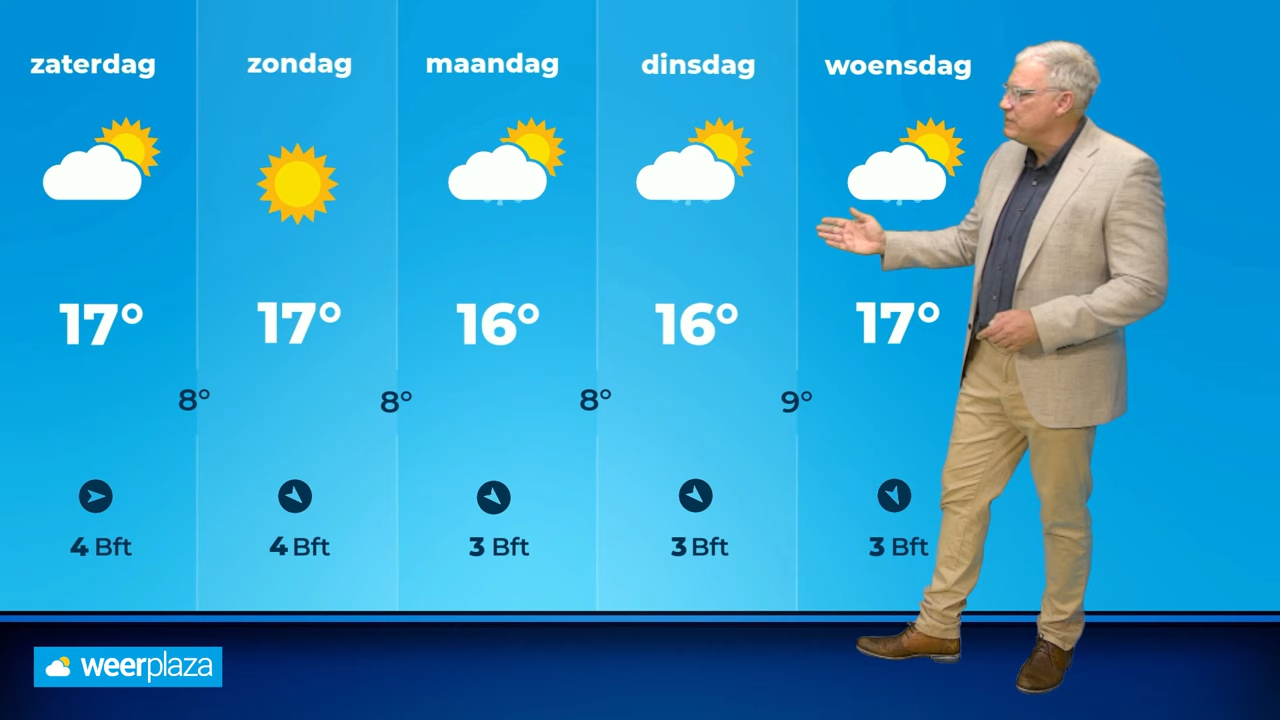 zaterdag zondag maandag dinsdag woensdag
17° 17° 16° 16° 17°
8° 8° 8° 9°
4 Bft 4 Bft 3 Bft 3 Bft 3 Bft
weerplaza